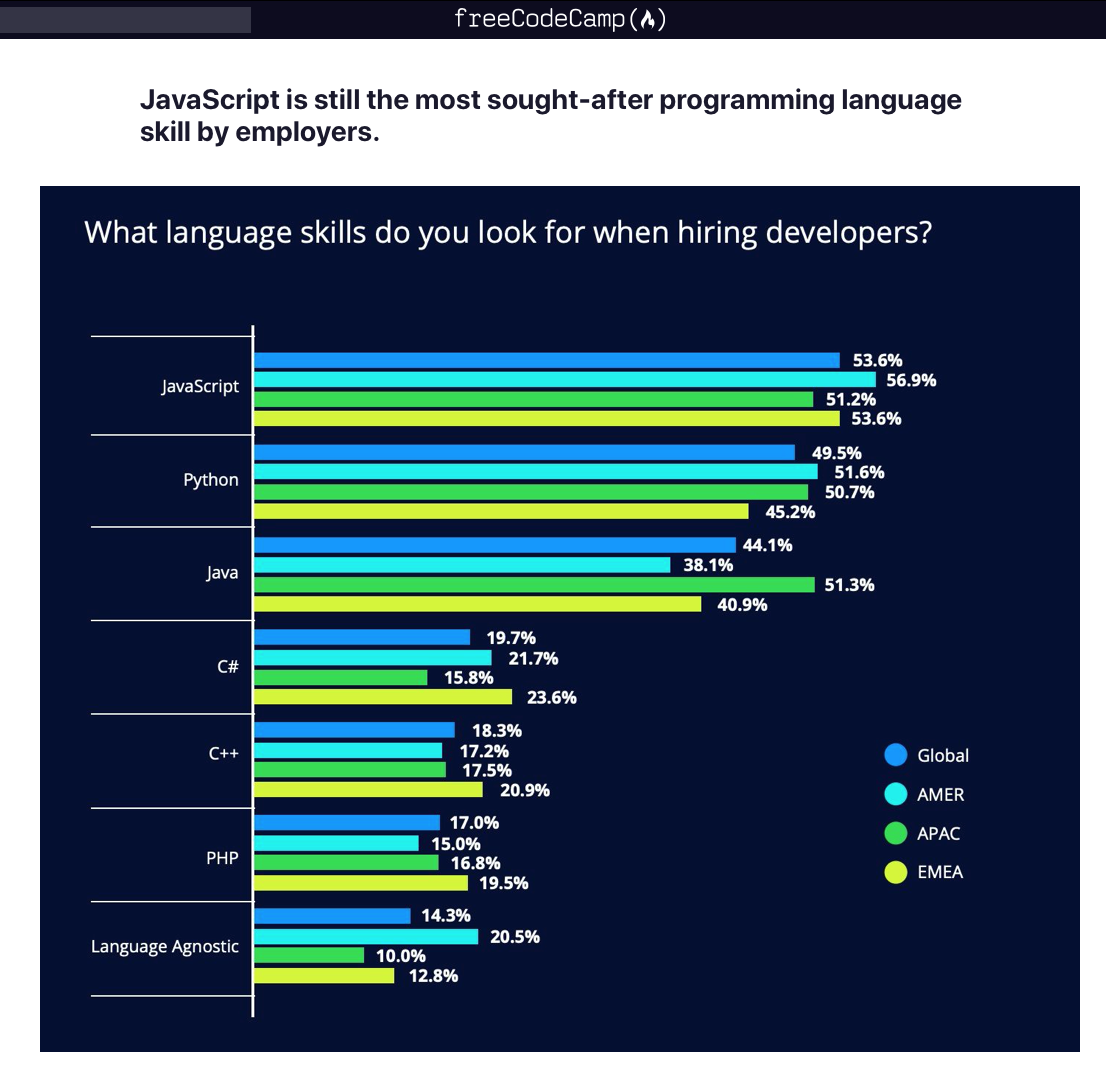 freeCodeCamp(🔥)
JavaScript is still the most sought-after programming language
skill by employers.
What language skills do you look for when hiring developers?
JavaScript
53.6%
56.9%
51.2%
53.6%
Python
49.5%
51.6%
50.7%
45.2%
Java
44.1%
38.1%
51.3%
40.9%
C#
19.7%
21.7%
15.8%
23.6%
C++
18.3%
17.2%
17.5%
20.9%
PHP
17.0%
15.0%
16.8%
19.5%
Language Agnostic
14.3%
20.5%
10.0%
12.8%
Global
AMER
APAC
EMEA